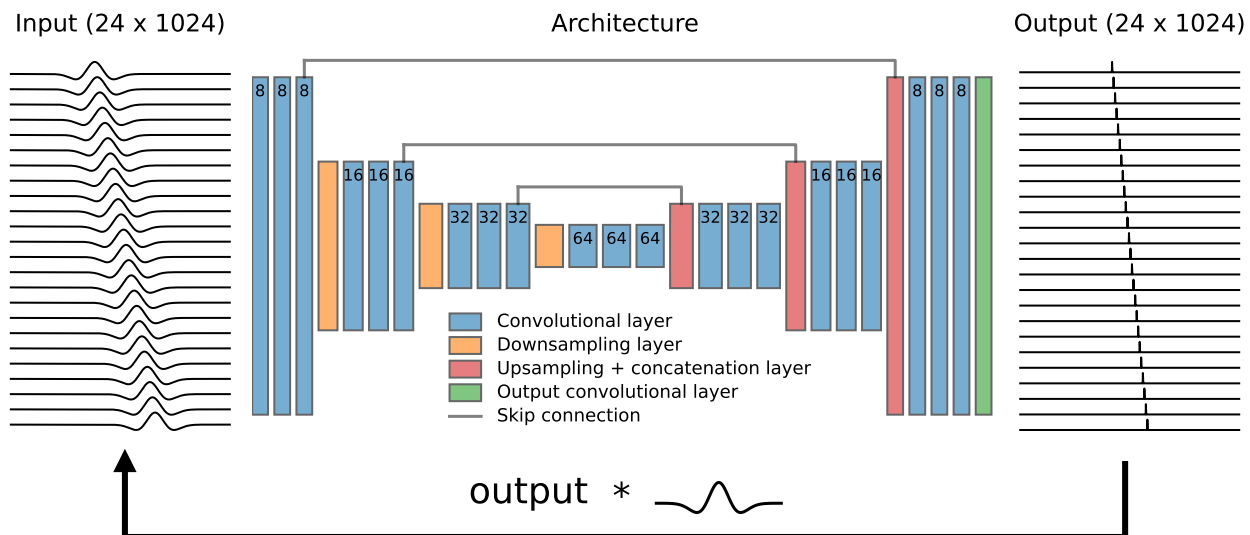 Input (24 x 1024)
Architecture
Output (24 x 1024)
8 8 8
8 8 8
16 16 16
16 16 16
32 32 32
32 32 32
64 64 64
Convolutional layer
Downsampling layer
Upsampling + concatenation layer
Output convolutional layer
Skip connection
output *